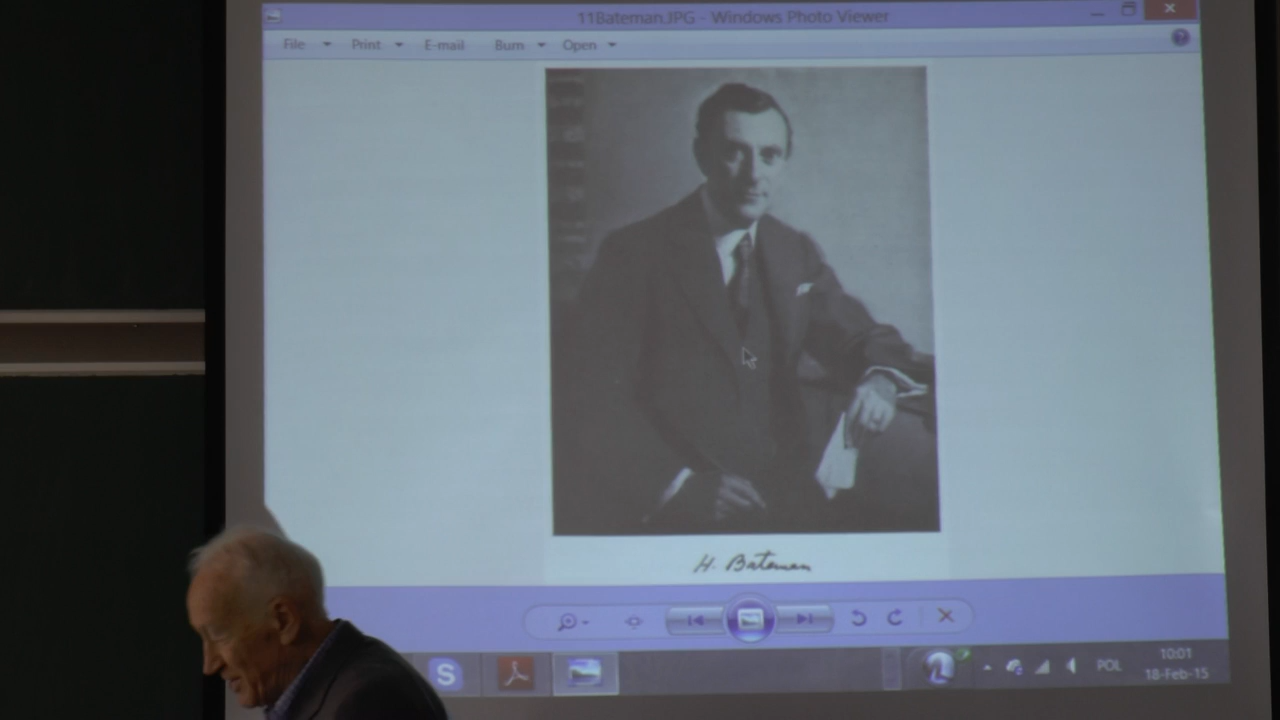 11Bateman.JPG - Windows Photo Viewer
File Print E-mail Burn Open
H. Bateman
S
POL
10:01
18-Feb-15